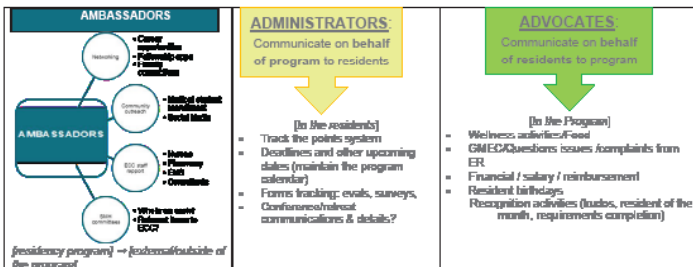 AMBASSADORS
Networking
Career
opportunities
Fellowship opps
Faculty
connections
Community
outreach
Medical student
recruitment
Social Media
AMBASSADORS
ECC staff
rapport
Nurses
Pharmacy
EMS
Consultants
committees
Who is on each?
Relevant issues to
ECC?
[residency program] → [external/outside of
the program]
ADMINISTRATORS:
Communicate on behalf
of program to residents
[In the residents]
Track the points system
Deadlines and other upcoming
dates (maintain the program
calendar)
Forms tracking: evals, surveys,
Conference/retreat
communications & details?
ADVOCATES:
Communicate on behalf
of residents to program
[In the Program]
Wellness activities/Food
GMEC/Questions issues /complaints from
ER
Financial / salary / reimbursement
Resident birthdays
Recognition activities (kudos, resident of
the month, requirements completion)